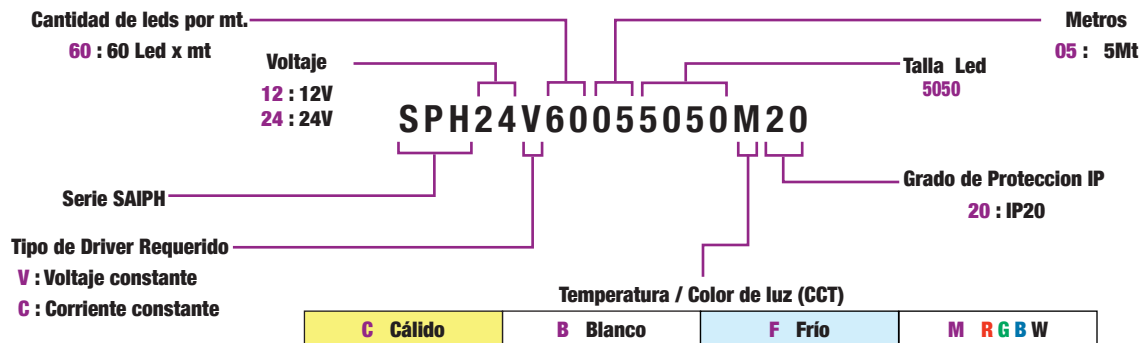 Cantidad de leds por mt.
60 : 60 Led x mt
Metros
05 : 5Mt
Voltaje
12 : 12V
24 : 24V
Talla Led
5050
SPH24V60055050M20
Serie SAIPH
Grado de Proteccion IP
20 : IP20
Tipo de Driver Requerido
V : Voltaje constante
C : Corriente constante
Temperatura / Color de luz (CCT)
C Cálido B Blanco F Frío M R G B W